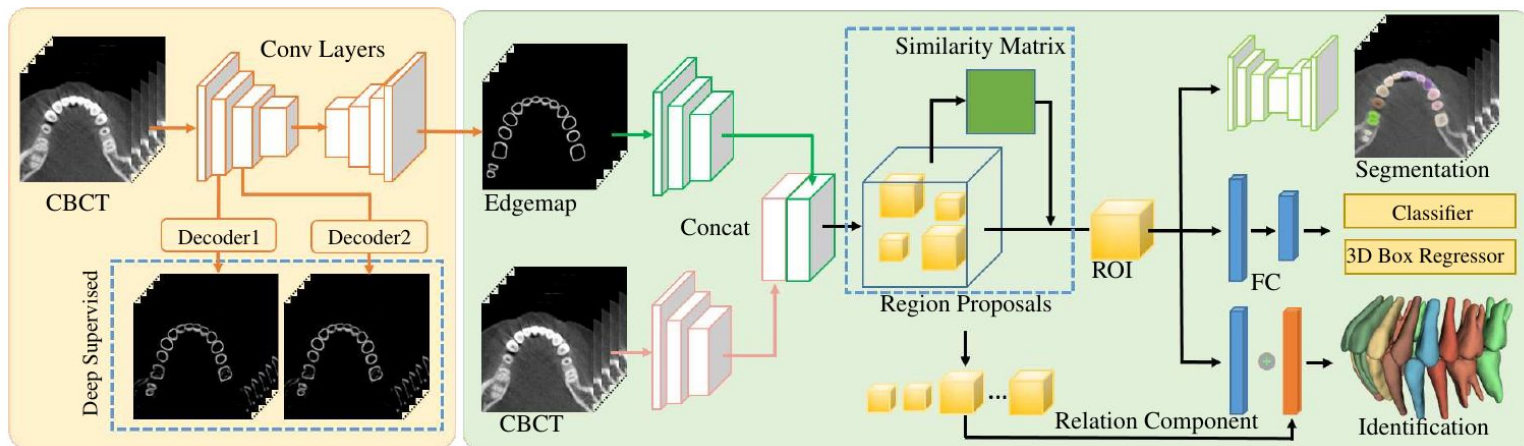 Conv Layers
CBCT
Decoder1
Decoder2
Deep Supervised
Edgemap
Concat
CBCT
Similarity Matrix
Region Proposals
ROI
...
Relation Component
Segmentation
FC
Classifier
3D Box Regressor
Identification